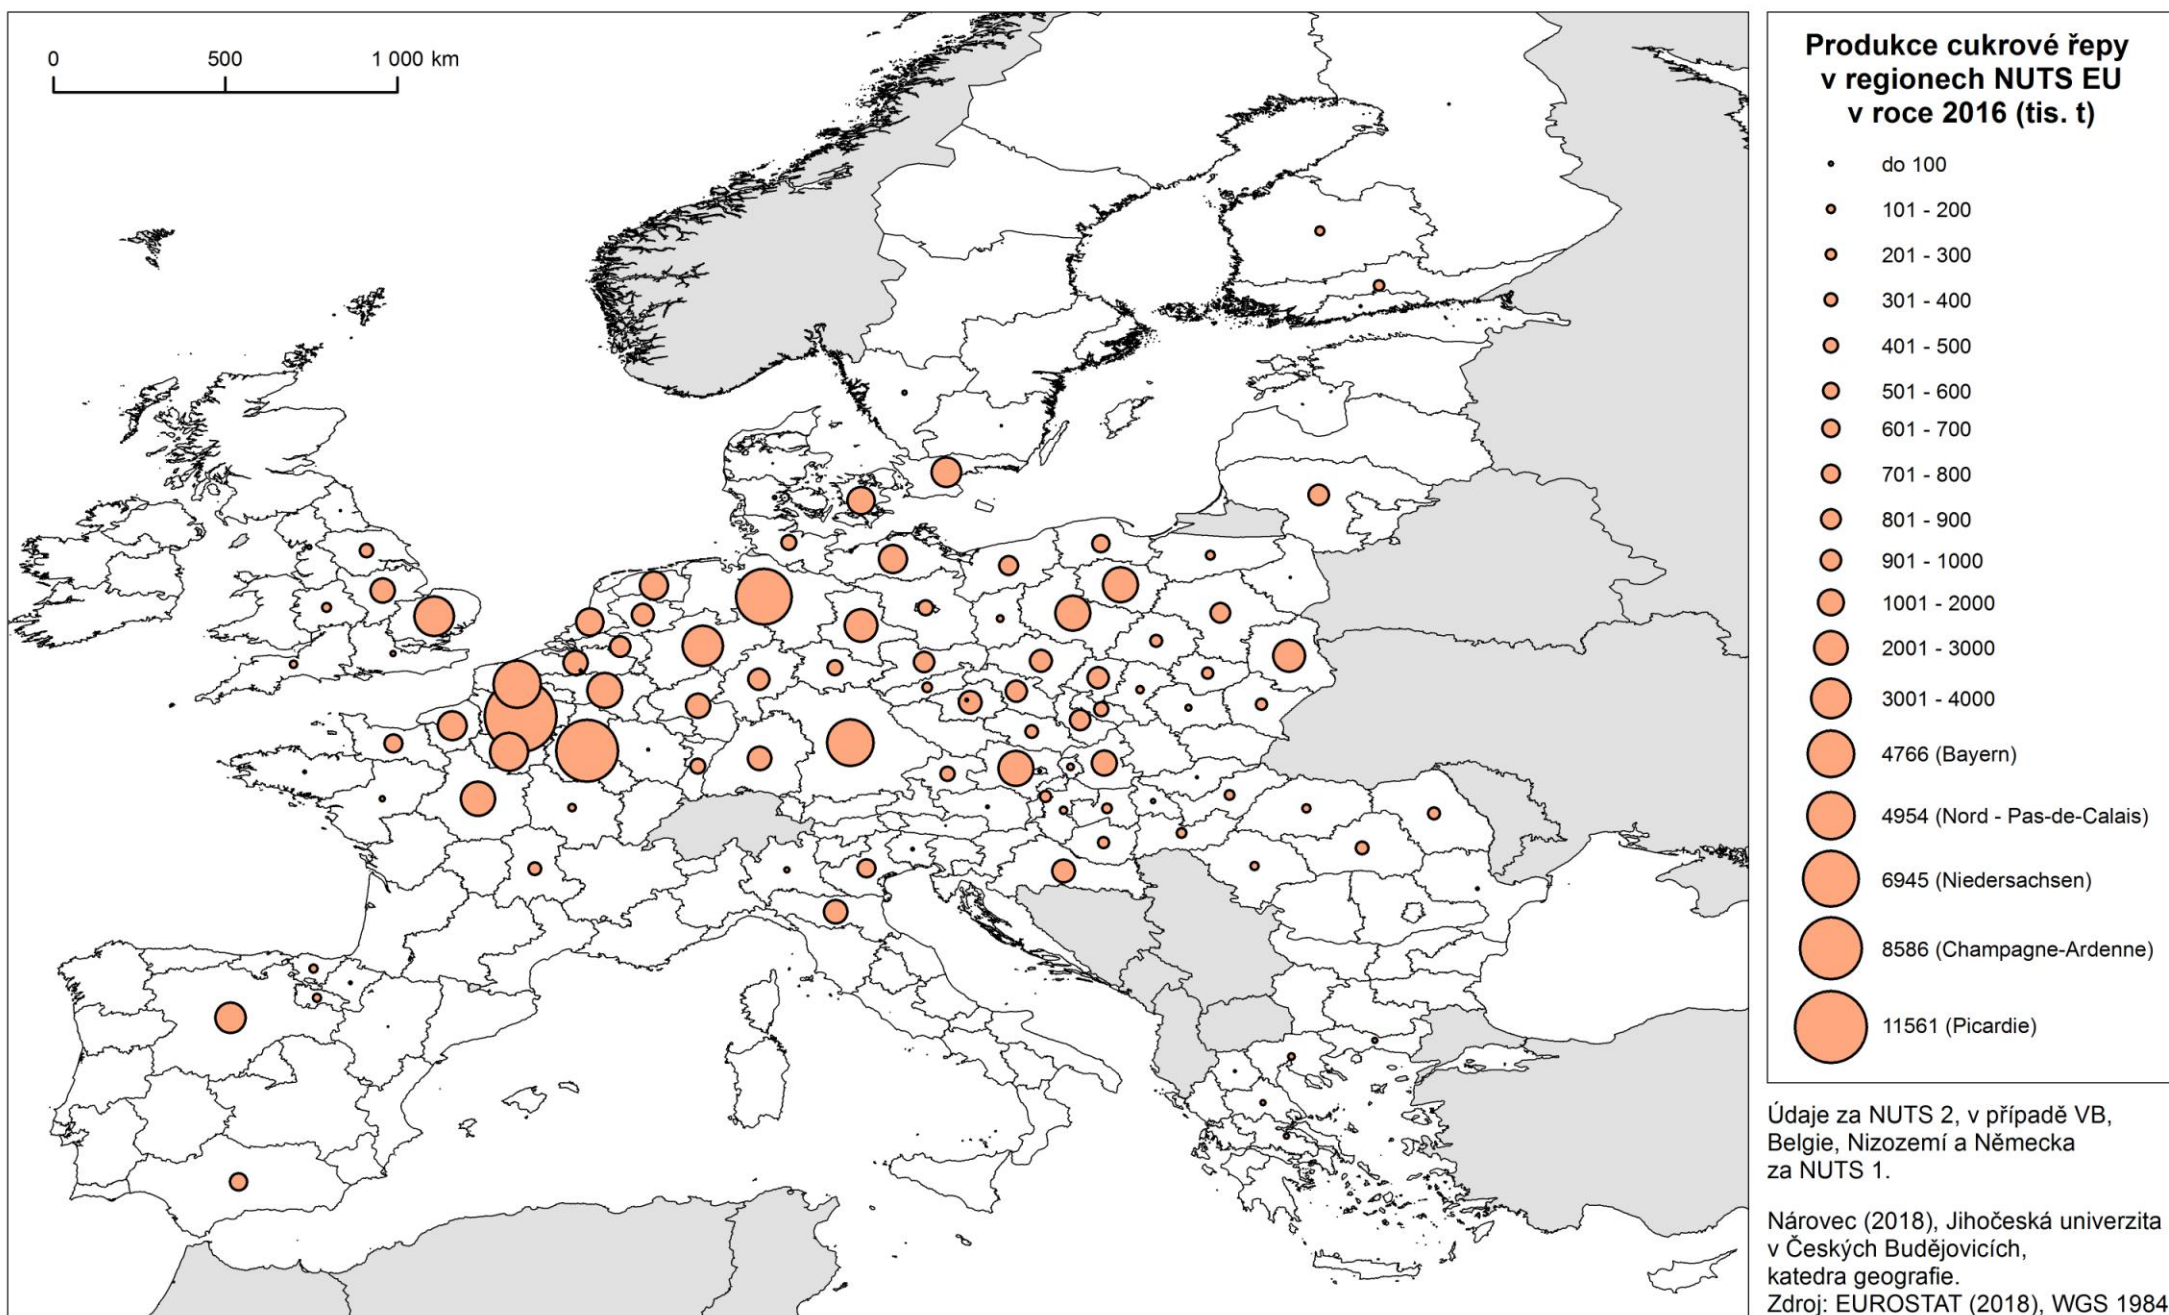 0 500 1 000 km
Produkce cukrové řepy
v regionech NUTS EU
v roce 2016 (tis. t)
do 100
101 - 200
201 - 300
301 - 400
401 - 500
501 - 600
601 - 700
701 - 800
801 - 900
901 - 1000
1001 - 2000
2001 - 3000
3001 - 4000
4766 (Bayern)
4954 (Nord - Pas-de-Calais)
6945 (Niedersachsen)
8586 (Champagne-Ardenne)
11561 (Picardie)
Údaje za NUTS 2, v případě VB,
Belgie, Nizozemí a Německa
za NUTS 1.
Nárovec (2018), Jihočeská univerzita
v Českých Budějovicích,
katedra geografie.
Zdroj: EUROSTAT (2018), WGS 1984